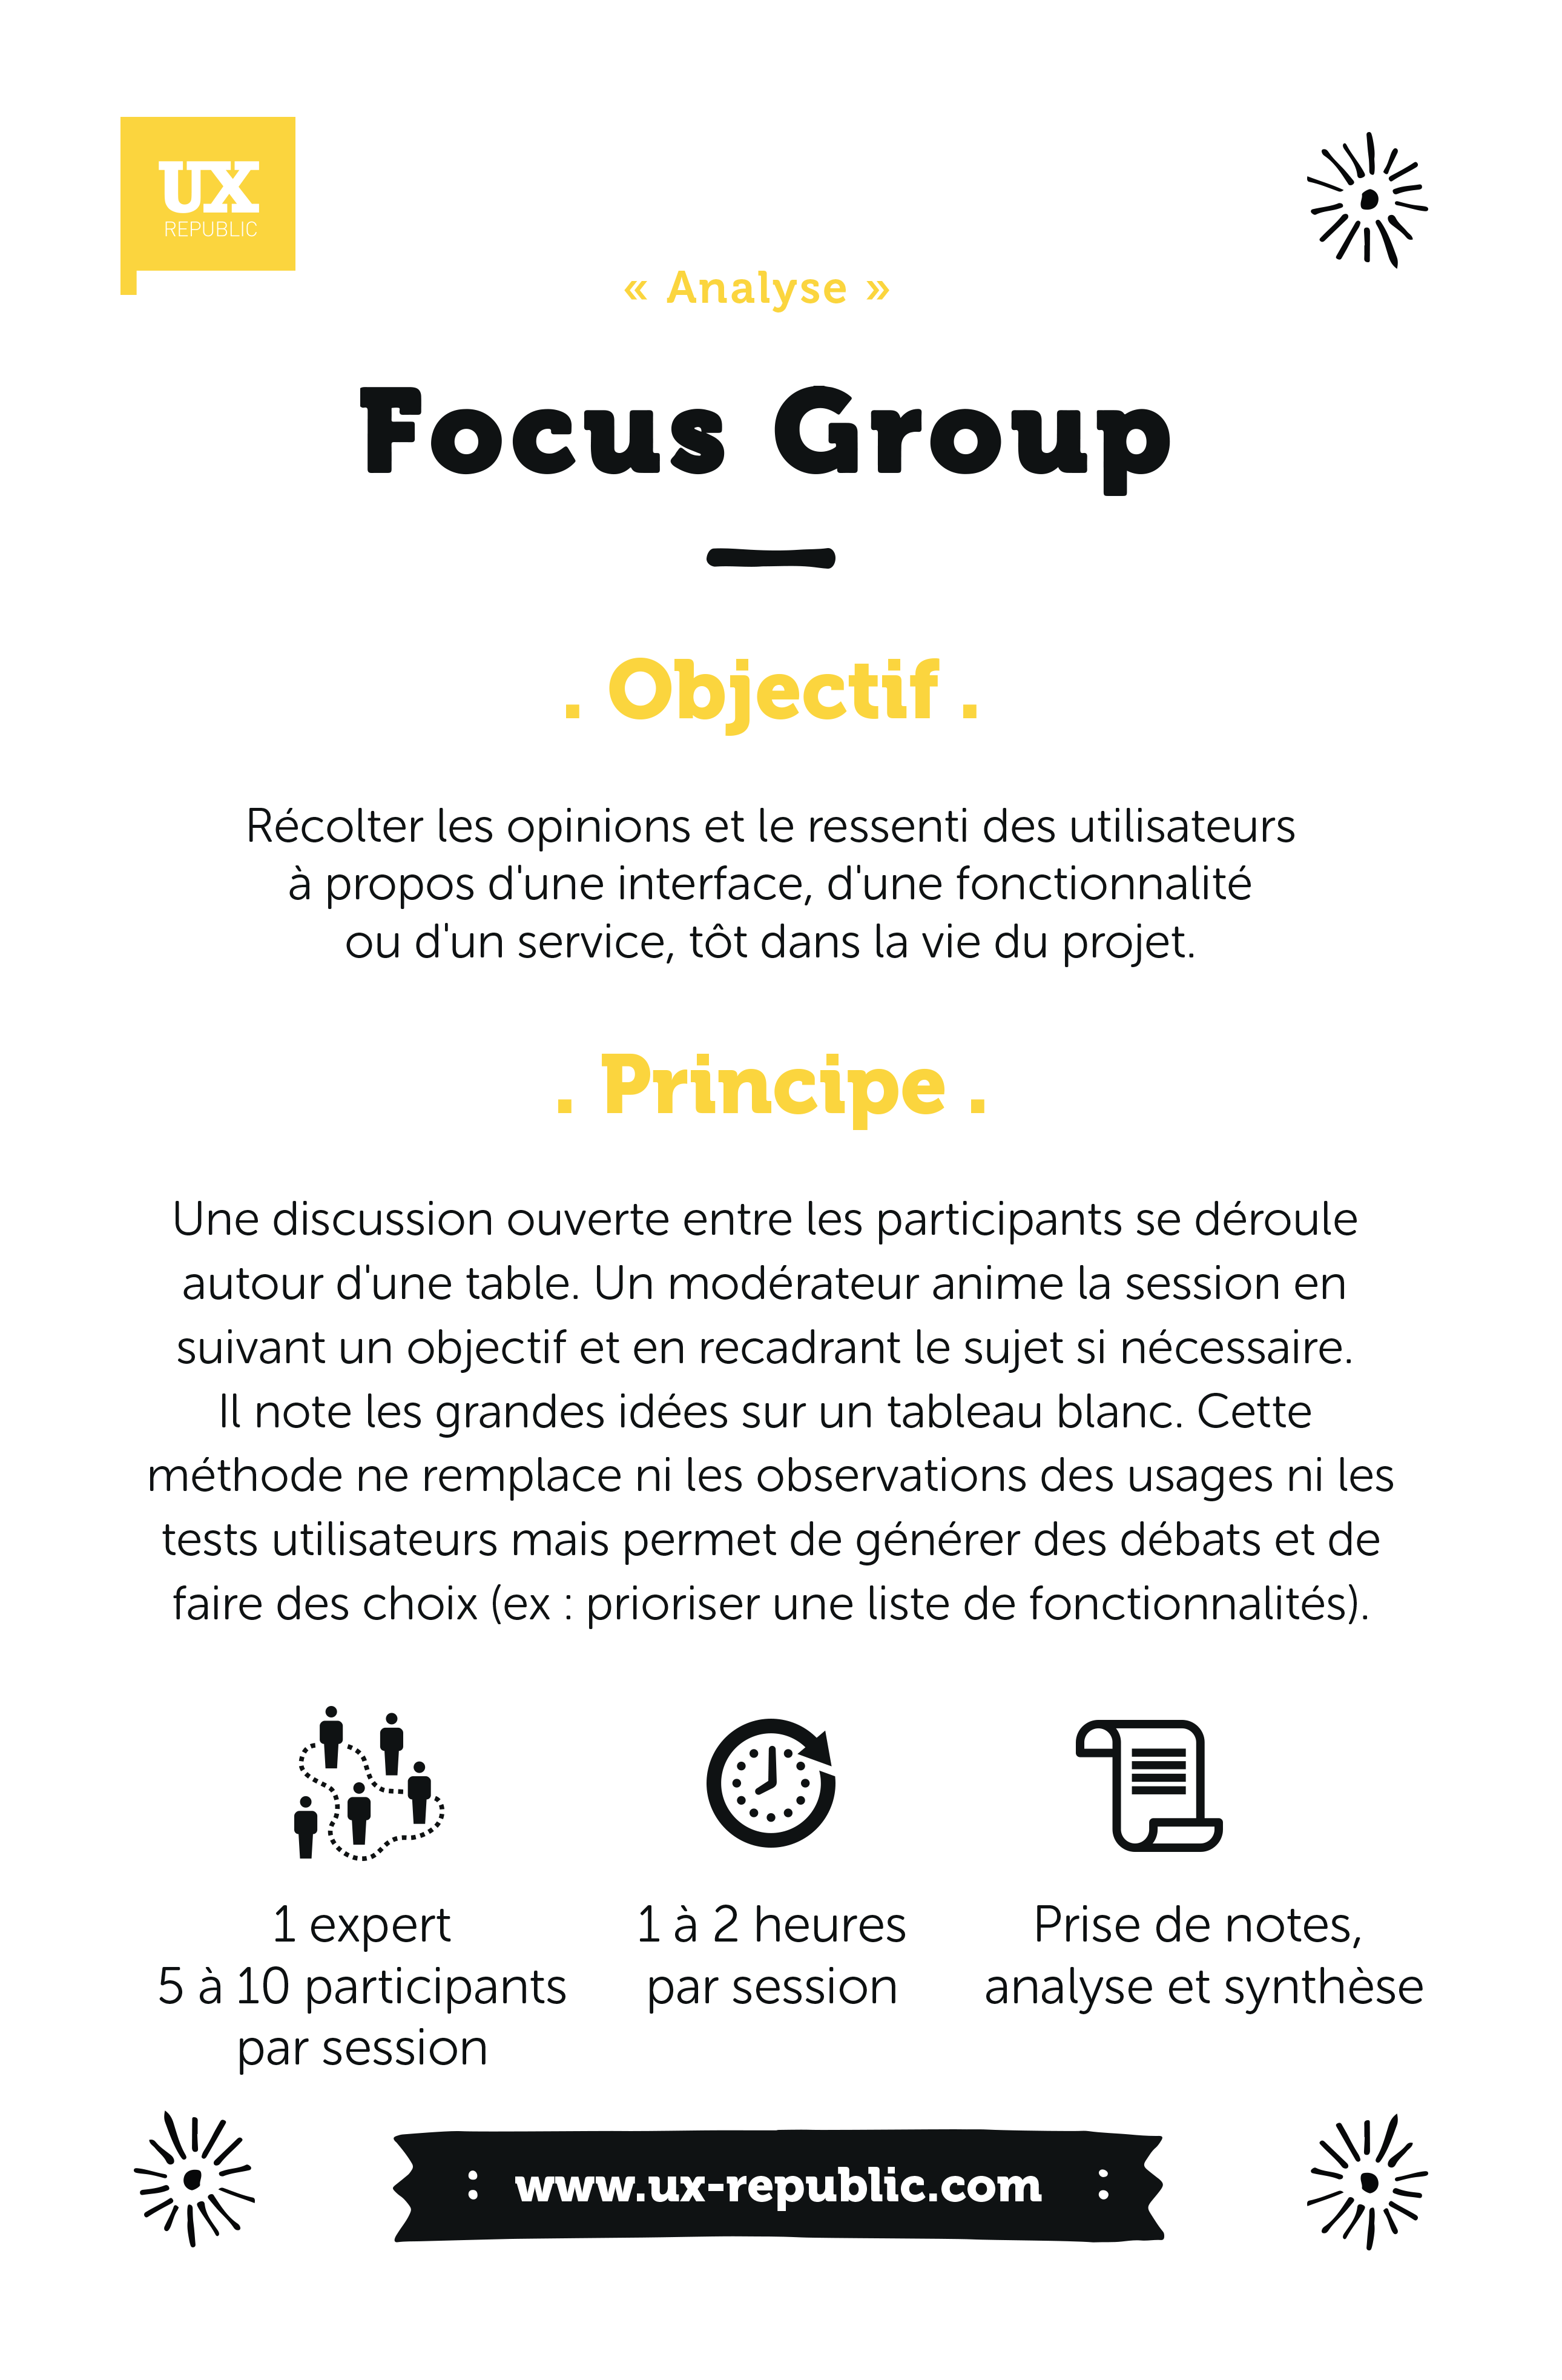 UX
REPUBLIC
« Analyse »
Focus Group
. Objectif .
Récolter les opinions et le ressenti des utilisateurs
à propos d'une interface, d'une fonctionnalité
ou d'un service, tôt dans la vie du projet.
. Principe .
Une discussion ouverte entre les participants se déroule
autour d'une table. Un modérateur anime la session en
suivant un objectif et en recadrant le sujet si nécessaire.
Il note les grandes idées sur un tableau blanc. Cette
méthode ne remplace ni les observations des usages ni les
tests utilisateurs mais permet de générer des débats et de
faire des choix (ex : prioriser une liste de fonctionnalités).
1 expert
5 à 10 participants
par session
1 à 2 heures
par session
Prise de notes,
analyse et synthèse
: www.ux-republic.com :